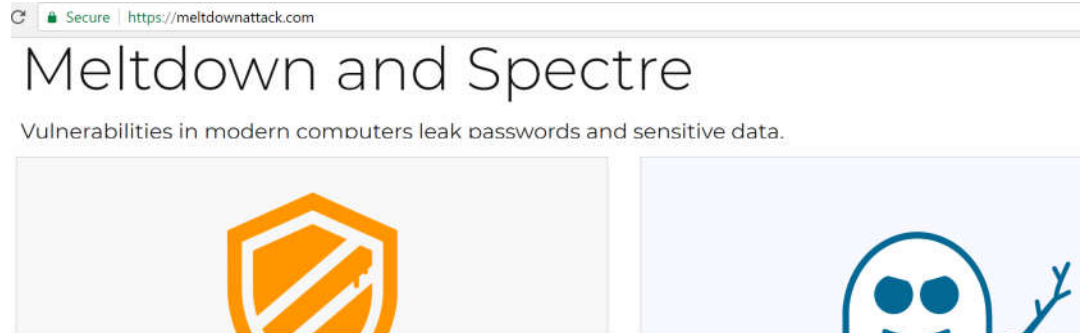 Secure https://meltdownattack.com
Meltdown and Spectre
Vulnerabilities in modern computers leak passwords and sensitive data.